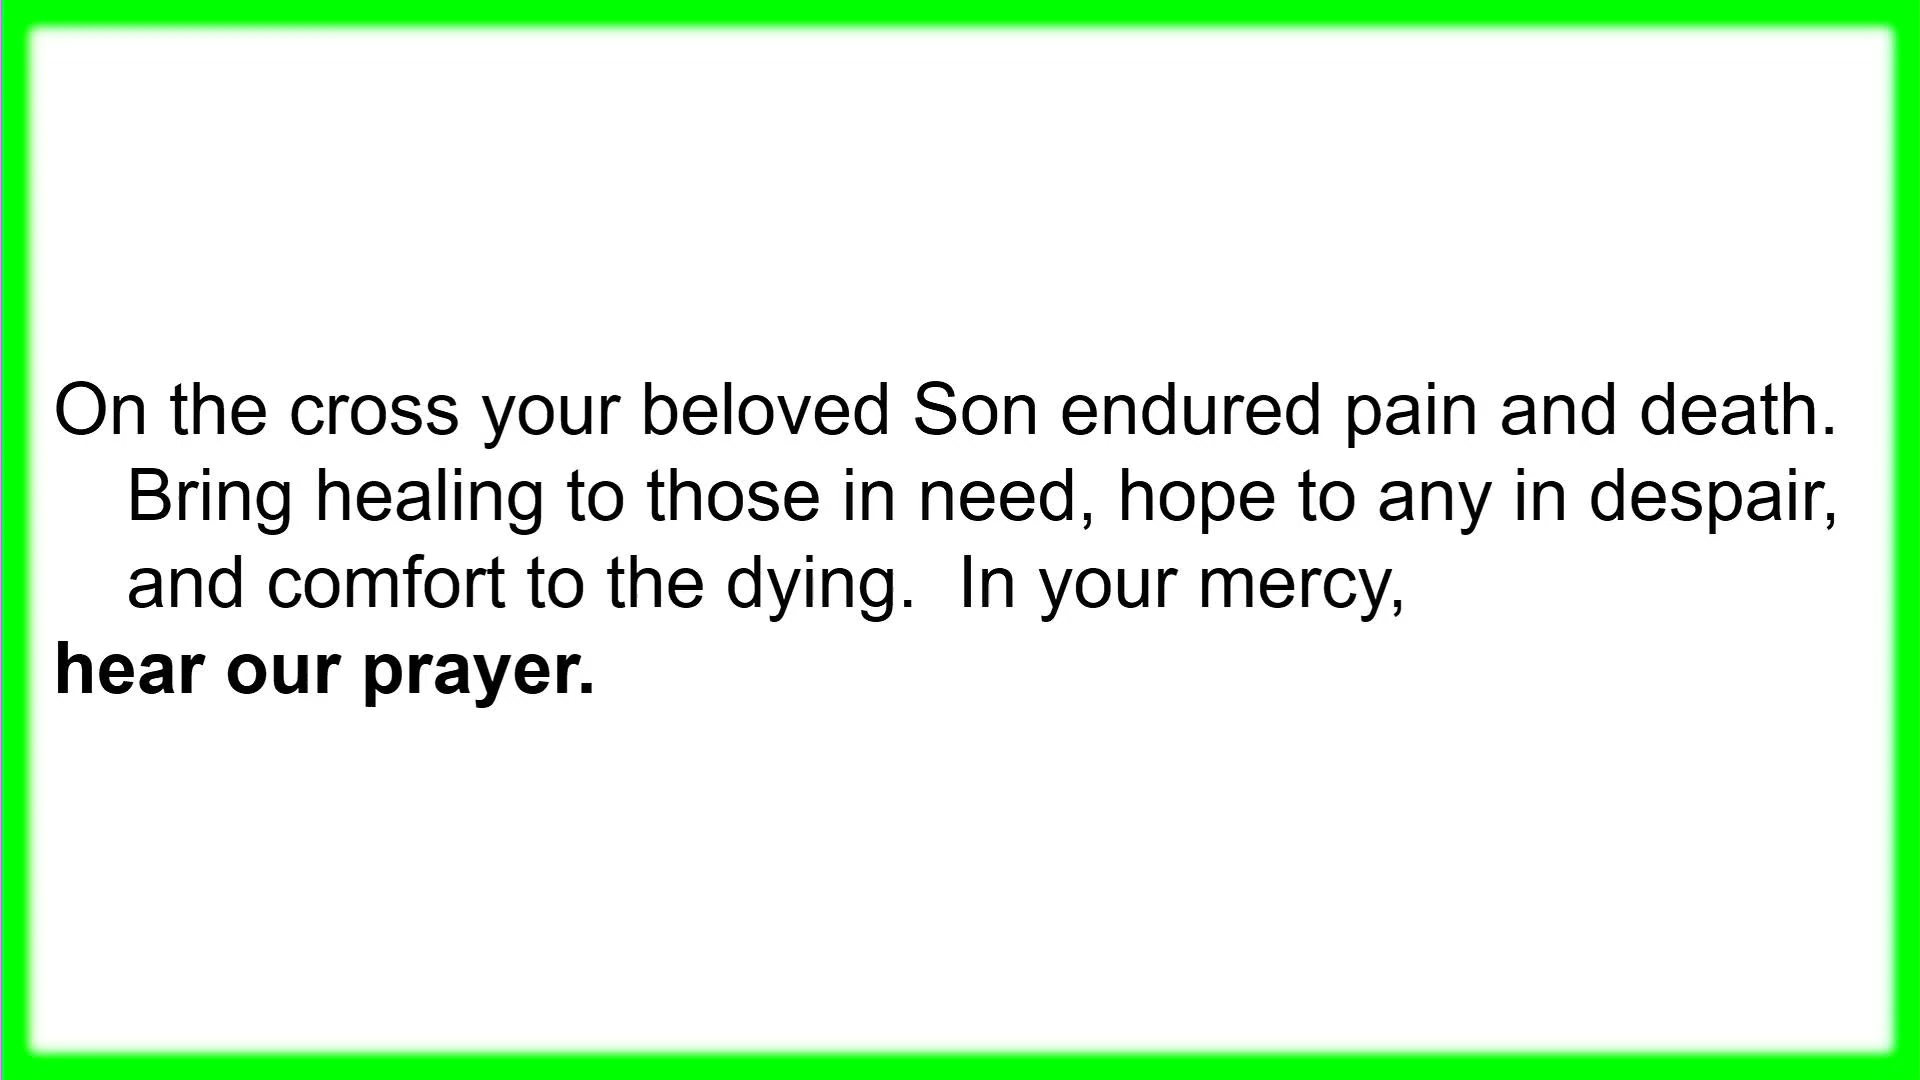 On the cross your beloved Son endured pain and death.
Bring healing to those in need, hope to any in despair,
and comfort to the dying.  In your mercy,
hear our prayer.